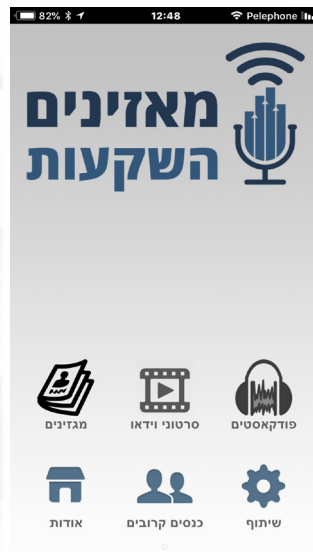 82% 12:48 Pelephone
מאזינים
השקעות
פודקאסטים סרטוני וידאו מגזינים
שיתוף כנסים קרובים אודות